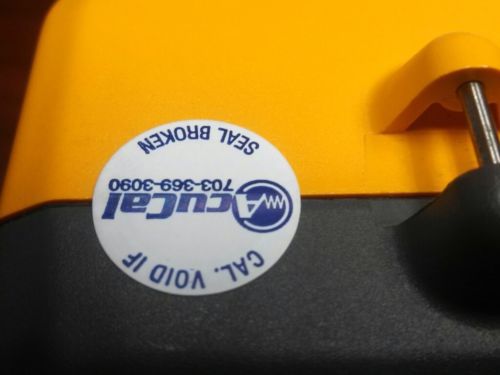 CAL. VOID IF
AcuCal
703-369-3090
SEAL BROKEN